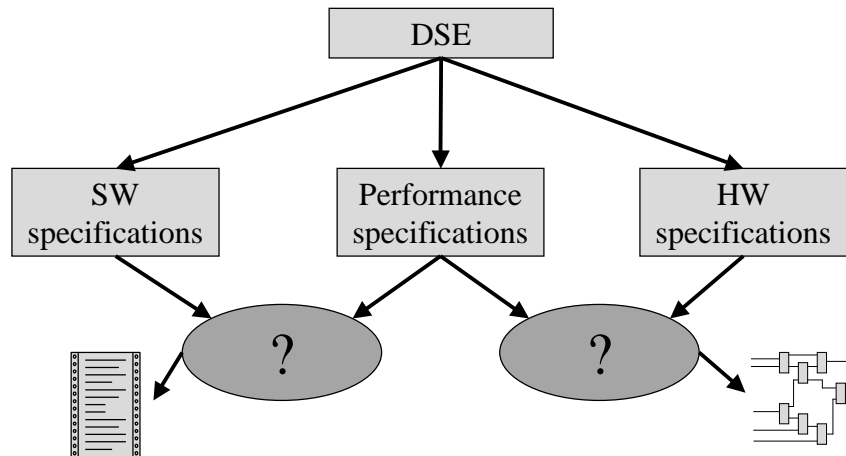 DSE
SW
specifications
Performance
specifications
HW
specifications
?
?